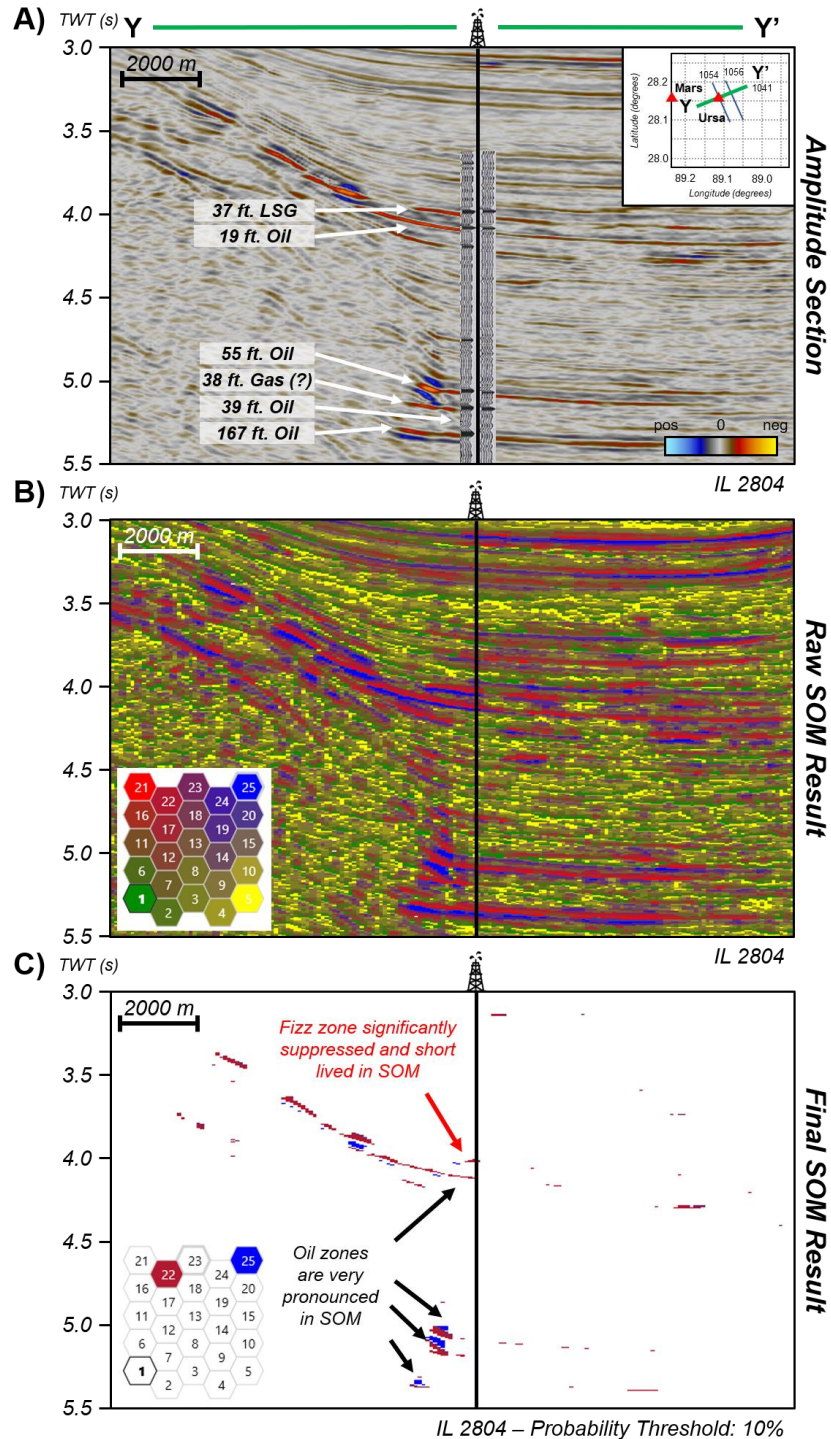 A) TWT (s) Y Y'
3.0
2000 m
3.5
4.0
4.5
5.0
5.5
37 ft. LSG
19 ft. Oil
55 ft. Oil
38 ft. Gas (?)
39 ft. Oil
167 ft. Oil
Latitude (degrees)
28.2
28.1
28.0
1054 1056
Y'
1041
Mars
Y
Ursa
89.2 89.1 89.0
Longitude (degrees)
pos 0 neg
Amplitude Section
IL 2804
B) TWT (s)
3.0
2000 m
3.5
4.0
4.5
5.0
5.5
21 22 23 24 25
16 17 18 19 20
11 12 13 14 15
6 7 8 9 10
1 2 3 4 5
Raw SOM Result
IL 2804
C) TWT (s)
3.0
2000 m
3.5
4.0
4.5
5.0
5.5
Fizz zone significantly
suppressed and short
lived in SOM
Oil zones
are very
pronounced
in SOM
21 22 23 24 25
16 17 18 19 20
11 12 13 14 15
6 7 8 9 10
1 2 3 4 5
Final SOM Result
IL 2804 – Probability Threshold: 10%